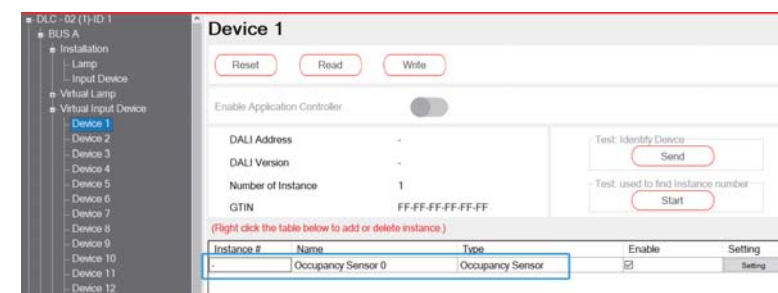 DLC - 02 (1)-ID:1
BUS A
Installation
Lamp
Input Device
Virtual Lamp
Virtual Input Device
Device 1
Device 2
Device 3
Device 4
Device 5
Device 6
Device 7
Device 8
Device 9
Device 10
Device 11
Device 12
Device 1
Reset Read Write
Enable Application Controller
DALI Address -
DALI Version -
Number of Instance 1
GTIN FF-FF-FF-FF-FF-FF
Test: Identify Deivce
Send
Test: used to find instance number
Start
(Right click the table below to add or delete instance.)
Instance # Name Type Enable Setting
- Occupancy Sensor 0 Occupancy Sensor Setting